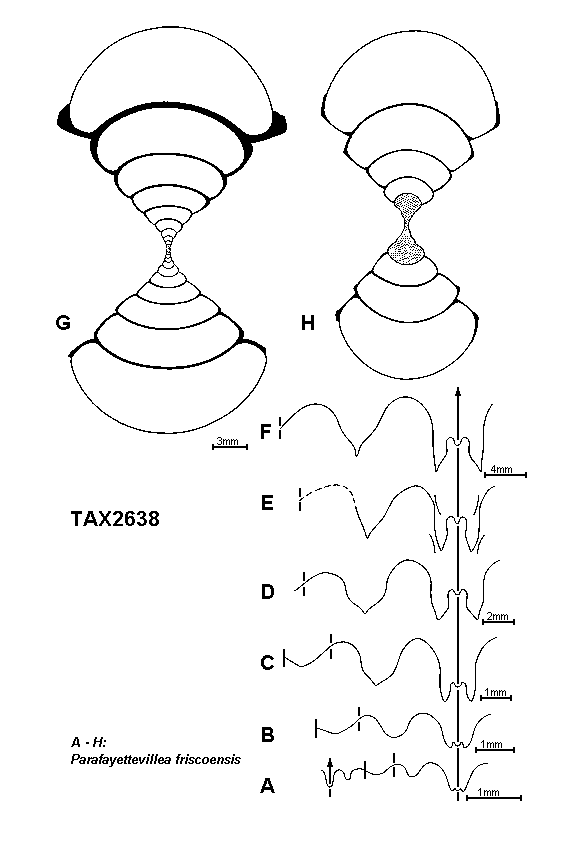 G
H
3mm
F
4mm
E
TAX2638
D
2mm
C
1mm
B
1mm
A - H:
Parafayettevillea friscoensis
A
1mm